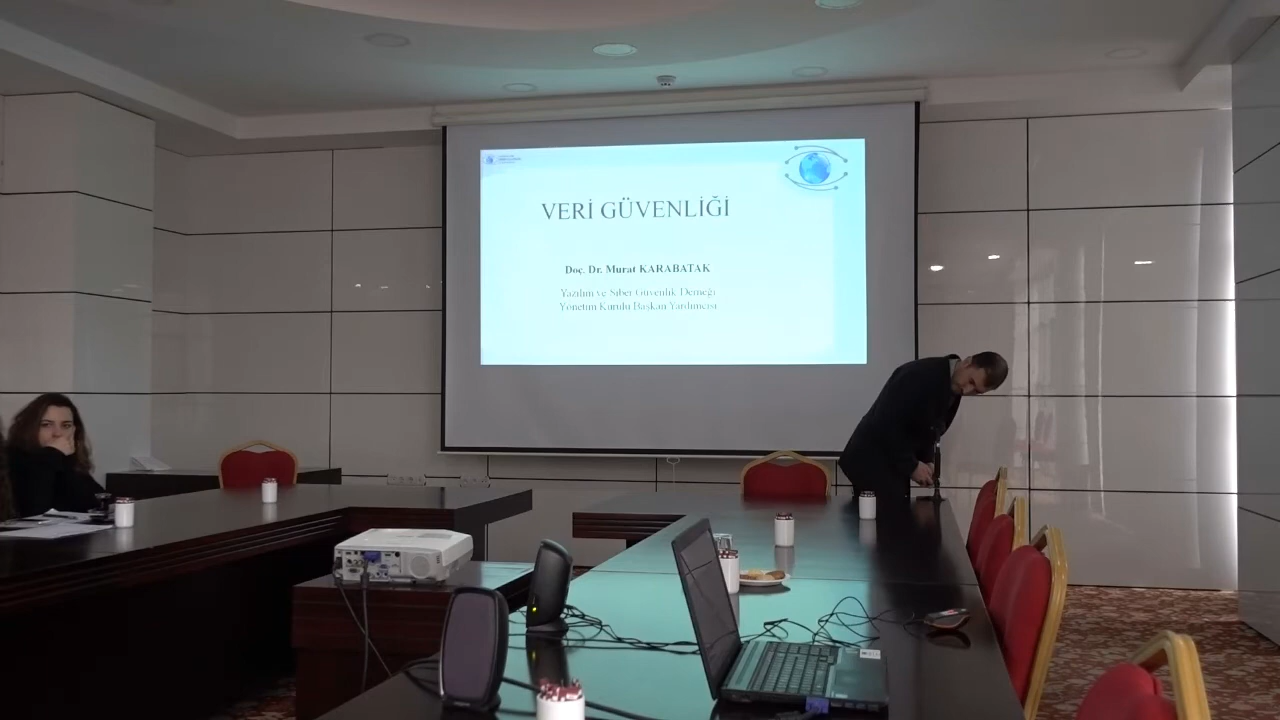 VERİ GÜVENLİĞİ
Doç. Dr. Murat KARABATAK
Yazılım ve Siber Güvenlik Derneği
Yönetim Kurulu Başkan Yardımcısı